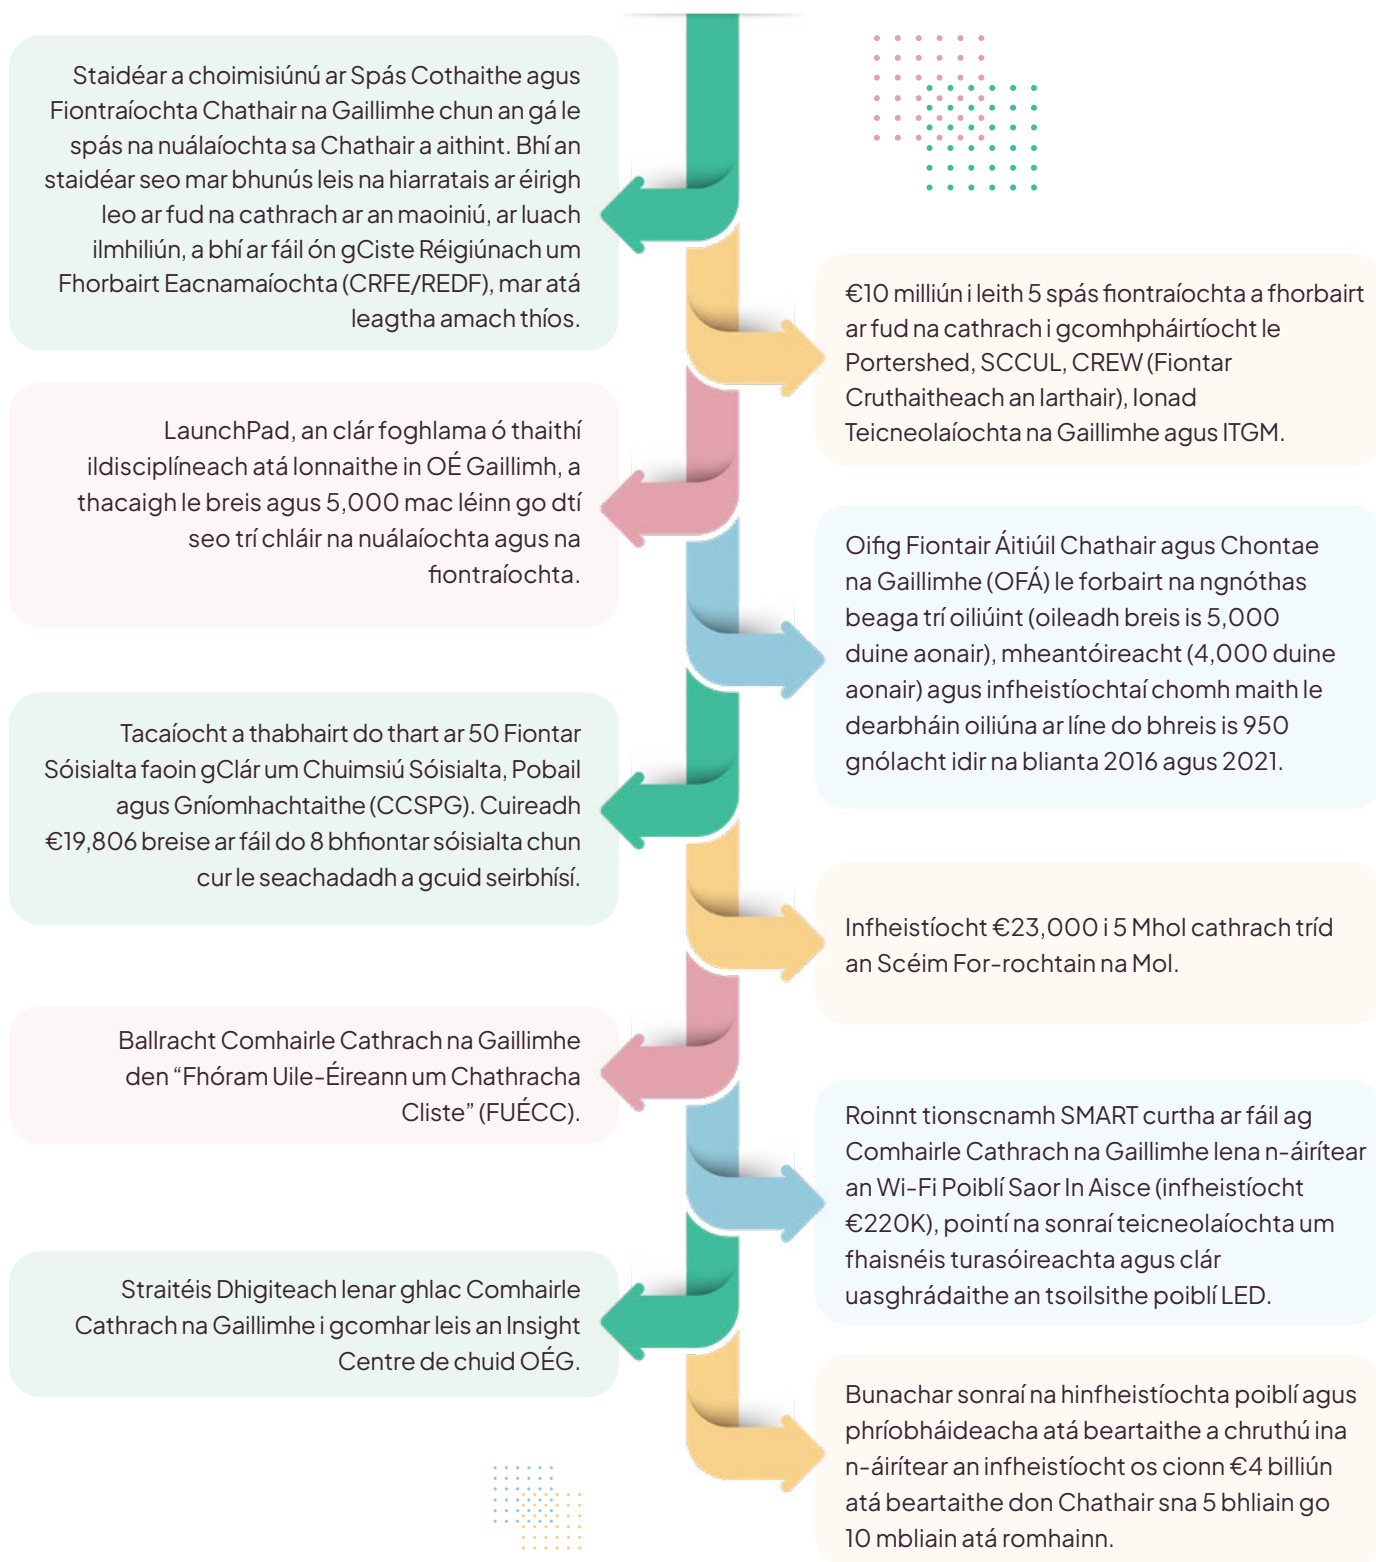 Staidéar a choimisiúnú ar Spás Cothaithe agus
Fiontraíochta Chathair na Gaillimhe chun an gá le
spás na nuálaíochta sa Chathair a aithint. Bhí an
staidéar seo mar bhunús leis na hiarratais ar éirigh
leo ar fud na cathrach ar an maoiniú, ar luach
ilmhiliún, a bhí ar fáil ón gCiste Réigiúnach um
Fhorbairt Eacnamaíochta (CRFE/REDF), mar atá
leagtha amach thíos.
€10 milliún i leith 5 spás fiontraíochta a fhorbairt
ar fud na cathrach i gcomhpháirtíocht le
Portershed, SCCUL, CREW (Fiontar
Cruthaitheach an Iarthair), Ionad
Teicneolaíochta na Gaillimhe agus ITGM.
LaunchPad, an clár foghlama ó thaithí
ildisciplíneach atá lonnaithe in OÉ Gaillimh, a
thacaigh le breis agus 5,000 mac léinn go dtí
seo trí chláir na nuálaíochta agus na
fiontraíochta.
Oifig Fiontair Áitiúil Chathair agus Chontae
na Gaillimhe (OFÁ) le forbairt na ngnóthas
beaga trí oiliúint (oileadh breis is 5,000
duine aonair), mheantóireacht (4,000 duine
aonair) agus infheistíochtaí chomh maith le
dearbháin oiliúna ar líne do bhreis is 950
gnólacht idir na blianta 2016 agus 2021.
Tacaíocht a thabhairt do thart ar 50 Fiontar
Sóisialta faoin gClár um Chuimsiú Sóisialta, Pobail
agus Gníomhachtaithe (CCSPG). Cuireadh
€19,806 breise ar fáil do 8 bhfiontar sóisialta chun
cur le seachadadh a gcuid seirbhísí.
Infheistíocht €23,000 i 5 Mhol cathrach tríd
an Scéim For-rochtain na Mol.
Ballracht Comhairle Cathrach na Gaillimhe
den “Fhóram Uile-Éireann um Chathracha
Cliste” (FUÉCC).
Roinnt tionscnamh SMART curtha ar fáil ag
Comhairle Cathrach na Gaillimhe lena n-áirítear
an Wi-Fi Poiblí Saor In Aisce (infheistíocht
€220K), pointí na sonraí teicneolaíochta um
fhaisnéis turasóireachta agus clár
uasghrádaithe an tsoilsithe poiblí LED.
Straitéis Dhigiteach lenar ghlac Comhairle
Cathrach na Gaillimhe i gcomhar leis an Insight
Centre de chuid OÉG.
Bunachar sonraí na hinfheistíochta poiblí agus
phríobháideacha atá beartaithe a chruthú ina
n-áirítear an infheistíocht os cionn €4 billiún
atá beartaithe don Chathair sna 5 bhliain go
10 mbliain atá romhainn.